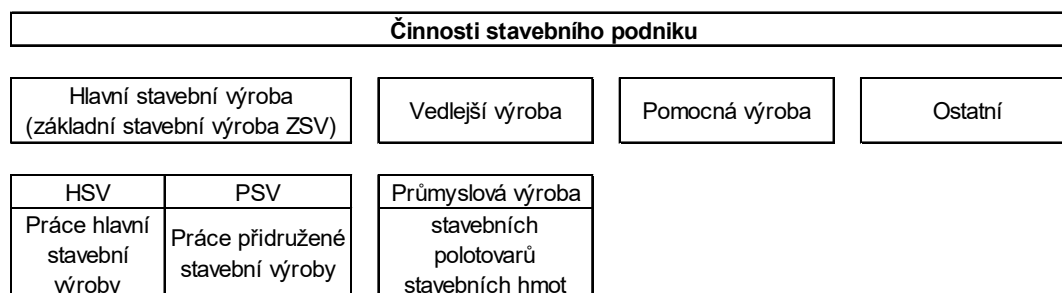 Činnosti stavebního podniku
Hlavní stavební výroba
(základní stavební výroba ZSV)
Vedlejší výroba
Pomocná výroba
Ostatní
HSV
PSV
Průmyslová výroba
Práce hlavní
stavební
výroby
Práce přidružené
stavební výroby
stavebních
polotovarů
stavebních hmot